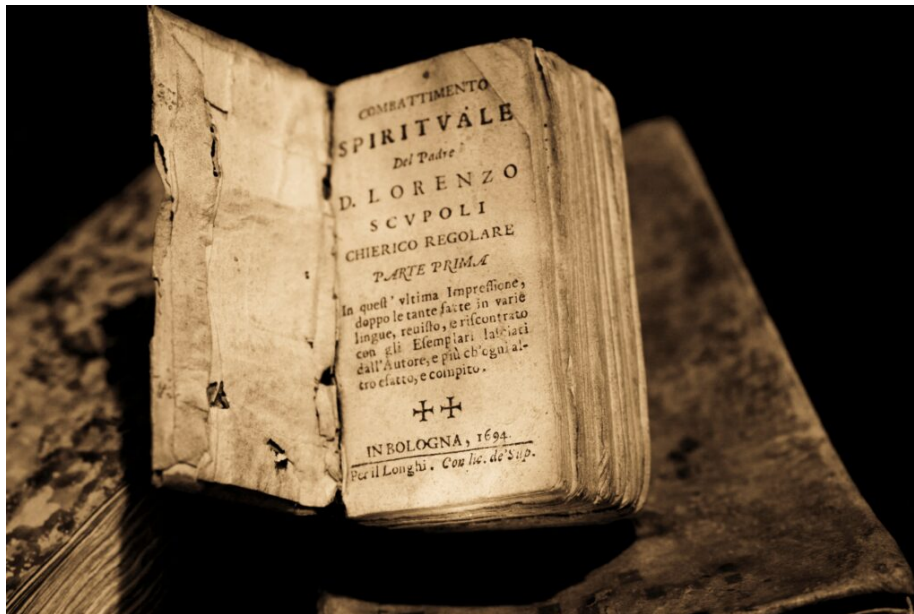 COMBATTIMENTO
SPIRITVALE
Del Padre
D. LORENZO
SCVPOLI
CHIERICO REGOLARE
PARTE PRIMA
In queſt' vltima Impreſſione,
doppo le tante fatte in varie
lingue, reuiſto, e riſcontrato
con gli Eſemplari laſciati
dall'Autore, e più ch'ogni al-
tro eſatto, e compito.
IN BOLOGNA, 1694.
Per il Longhi. Con lic. de' Sup.